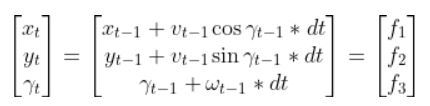 [x_t] = [x_{t−1} + v_{t−1} cos γ_{t−1} * dt] = [f_1]
[y_t] = [y_{t−1} + v_{t−1} sin γ_{t−1} * dt] = [f_2]
[γ_t] = [γ_{t−1} + ω_{t−1} * dt] = [f_3]